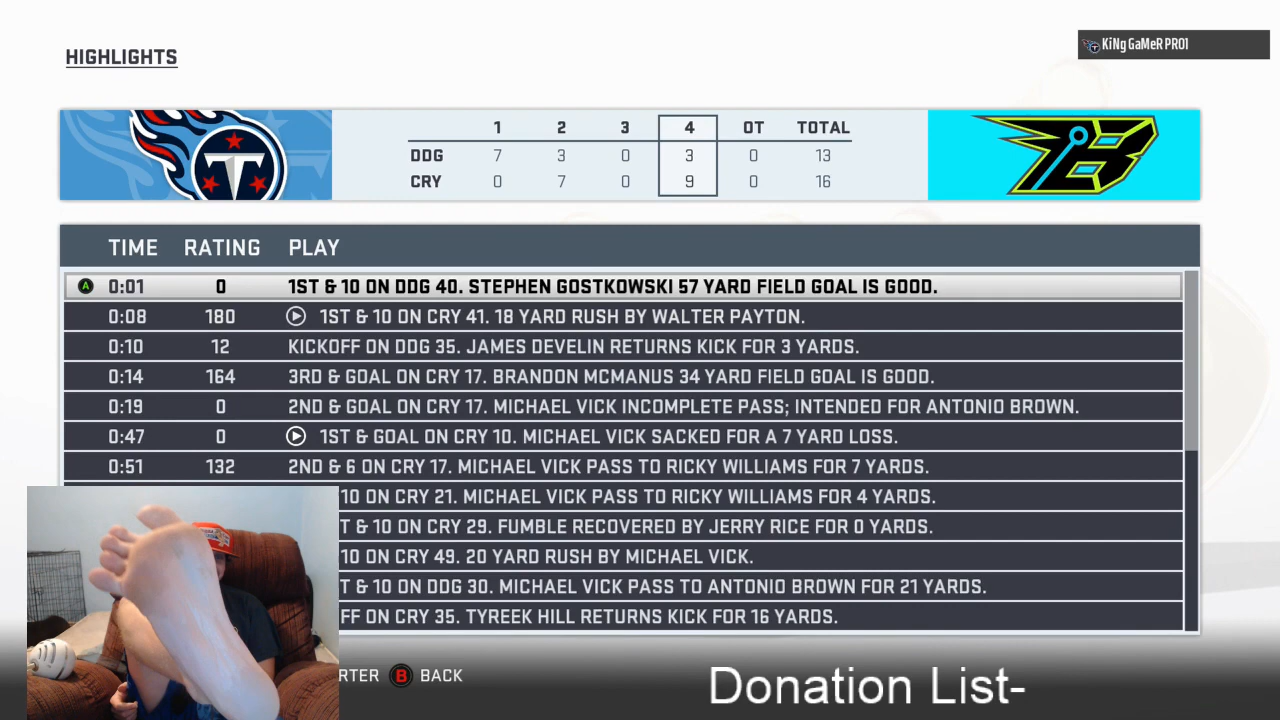 HIGHLIGHTS
KiNg GaMeR PRO1
1 2 3 4 OT TOTAL
DDG 7 3 0 3 0 13
CRY 0 7 0 9 0 16
T
B
TIME RATING PLAY
A 0:01 0 1ST & 10 ON DDG 40. STEPHEN GOSTKOWSKI 57 YARD FIELD GOAL IS GOOD.
0:08 180 1ST & 10 ON CRY 41. 18 YARD RUSH BY WALTER PAYTON.
0:10 12 KICKOFF ON DDG 35. JAMES DEVELIN RETURNS KICK FOR 3 YARDS.
0:14 164 3RD & GOAL ON CRY 17. BRANDON MCMANUS 34 YARD FIELD GOAL IS GOOD.
0:19 0 2ND & GOAL ON CRY 17. MICHAEL VICK INCOMPLETE PASS; INTENDED FOR ANTONIO BROWN.
0:47 0 1ST & GOAL ON CRY 10. MICHAEL VICK SACKED FOR A 7 YARD LOSS.
0:51 132 2ND & 6 ON CRY 17. MICHAEL VICK PASS TO RICKY WILLIAMS FOR 7 YARDS.
10 ON CRY 21. MICHAEL VICK PASS TO RICKY WILLIAMS FOR 4 YARDS.
T & 10 ON CRY 29. FUMBLE RECOVERED BY JERRY RICE FOR 0 YARDS.
10 ON CRY 49. 20 YARD RUSH BY MICHAEL VICK.
T & 10 ON DDG 30. MICHAEL VICK PASS TO ANTONIO BROWN FOR 21 YARDS.
FF ON CRY 35. TYREEK HILL RETURNS KICK FOR 16 YARDS.
RTER B BACK
Donation List-